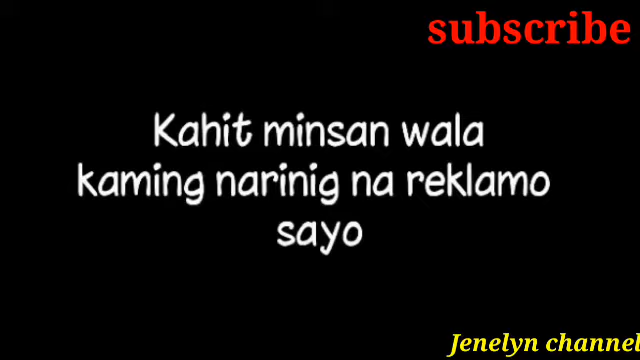 subscribe
Kahit minsan wala
kaming narinig na reklamo
sayo
Jenelyn channel